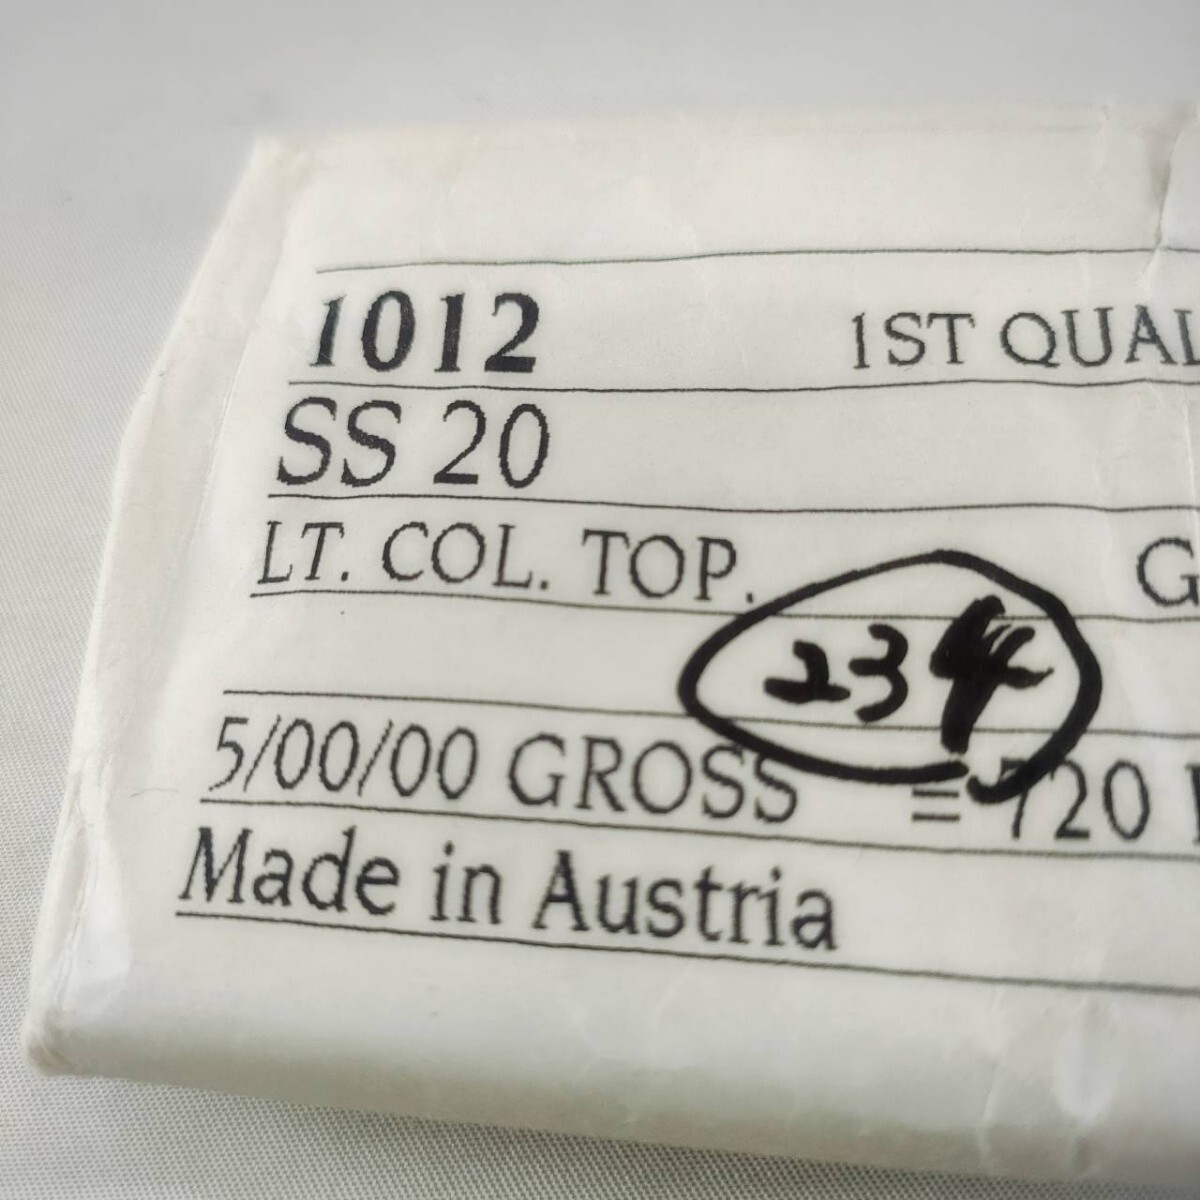 1012 1ST QUAL
SS 20
LT. COL. TOP. G
234
5/00/00 GROSS = 720
Made in Austria